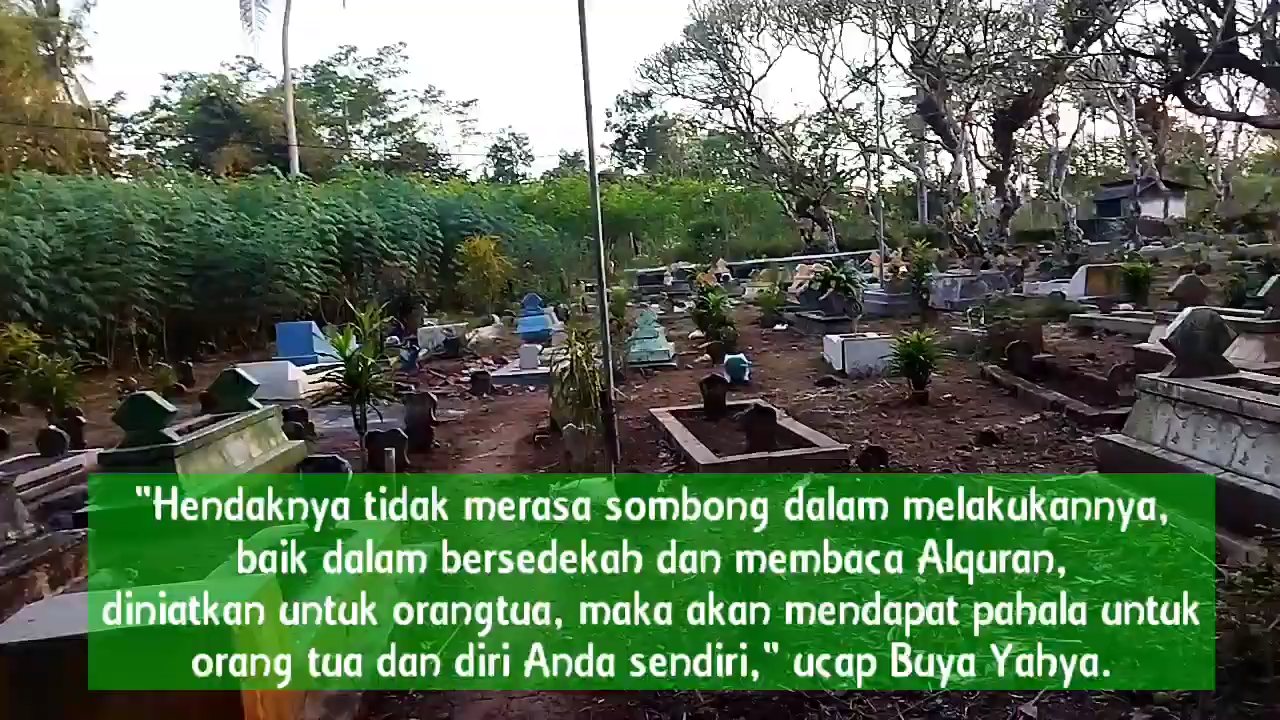 "Hendaknya tidak merasa sombong dalam melakukannya,
baik dalam bersedekah dan membaca Alquran,
diniatkan untuk orangtua, maka akan mendapat pahala untuk
orang tua dan diri Anda sendiri," ucap Buya Yahya.